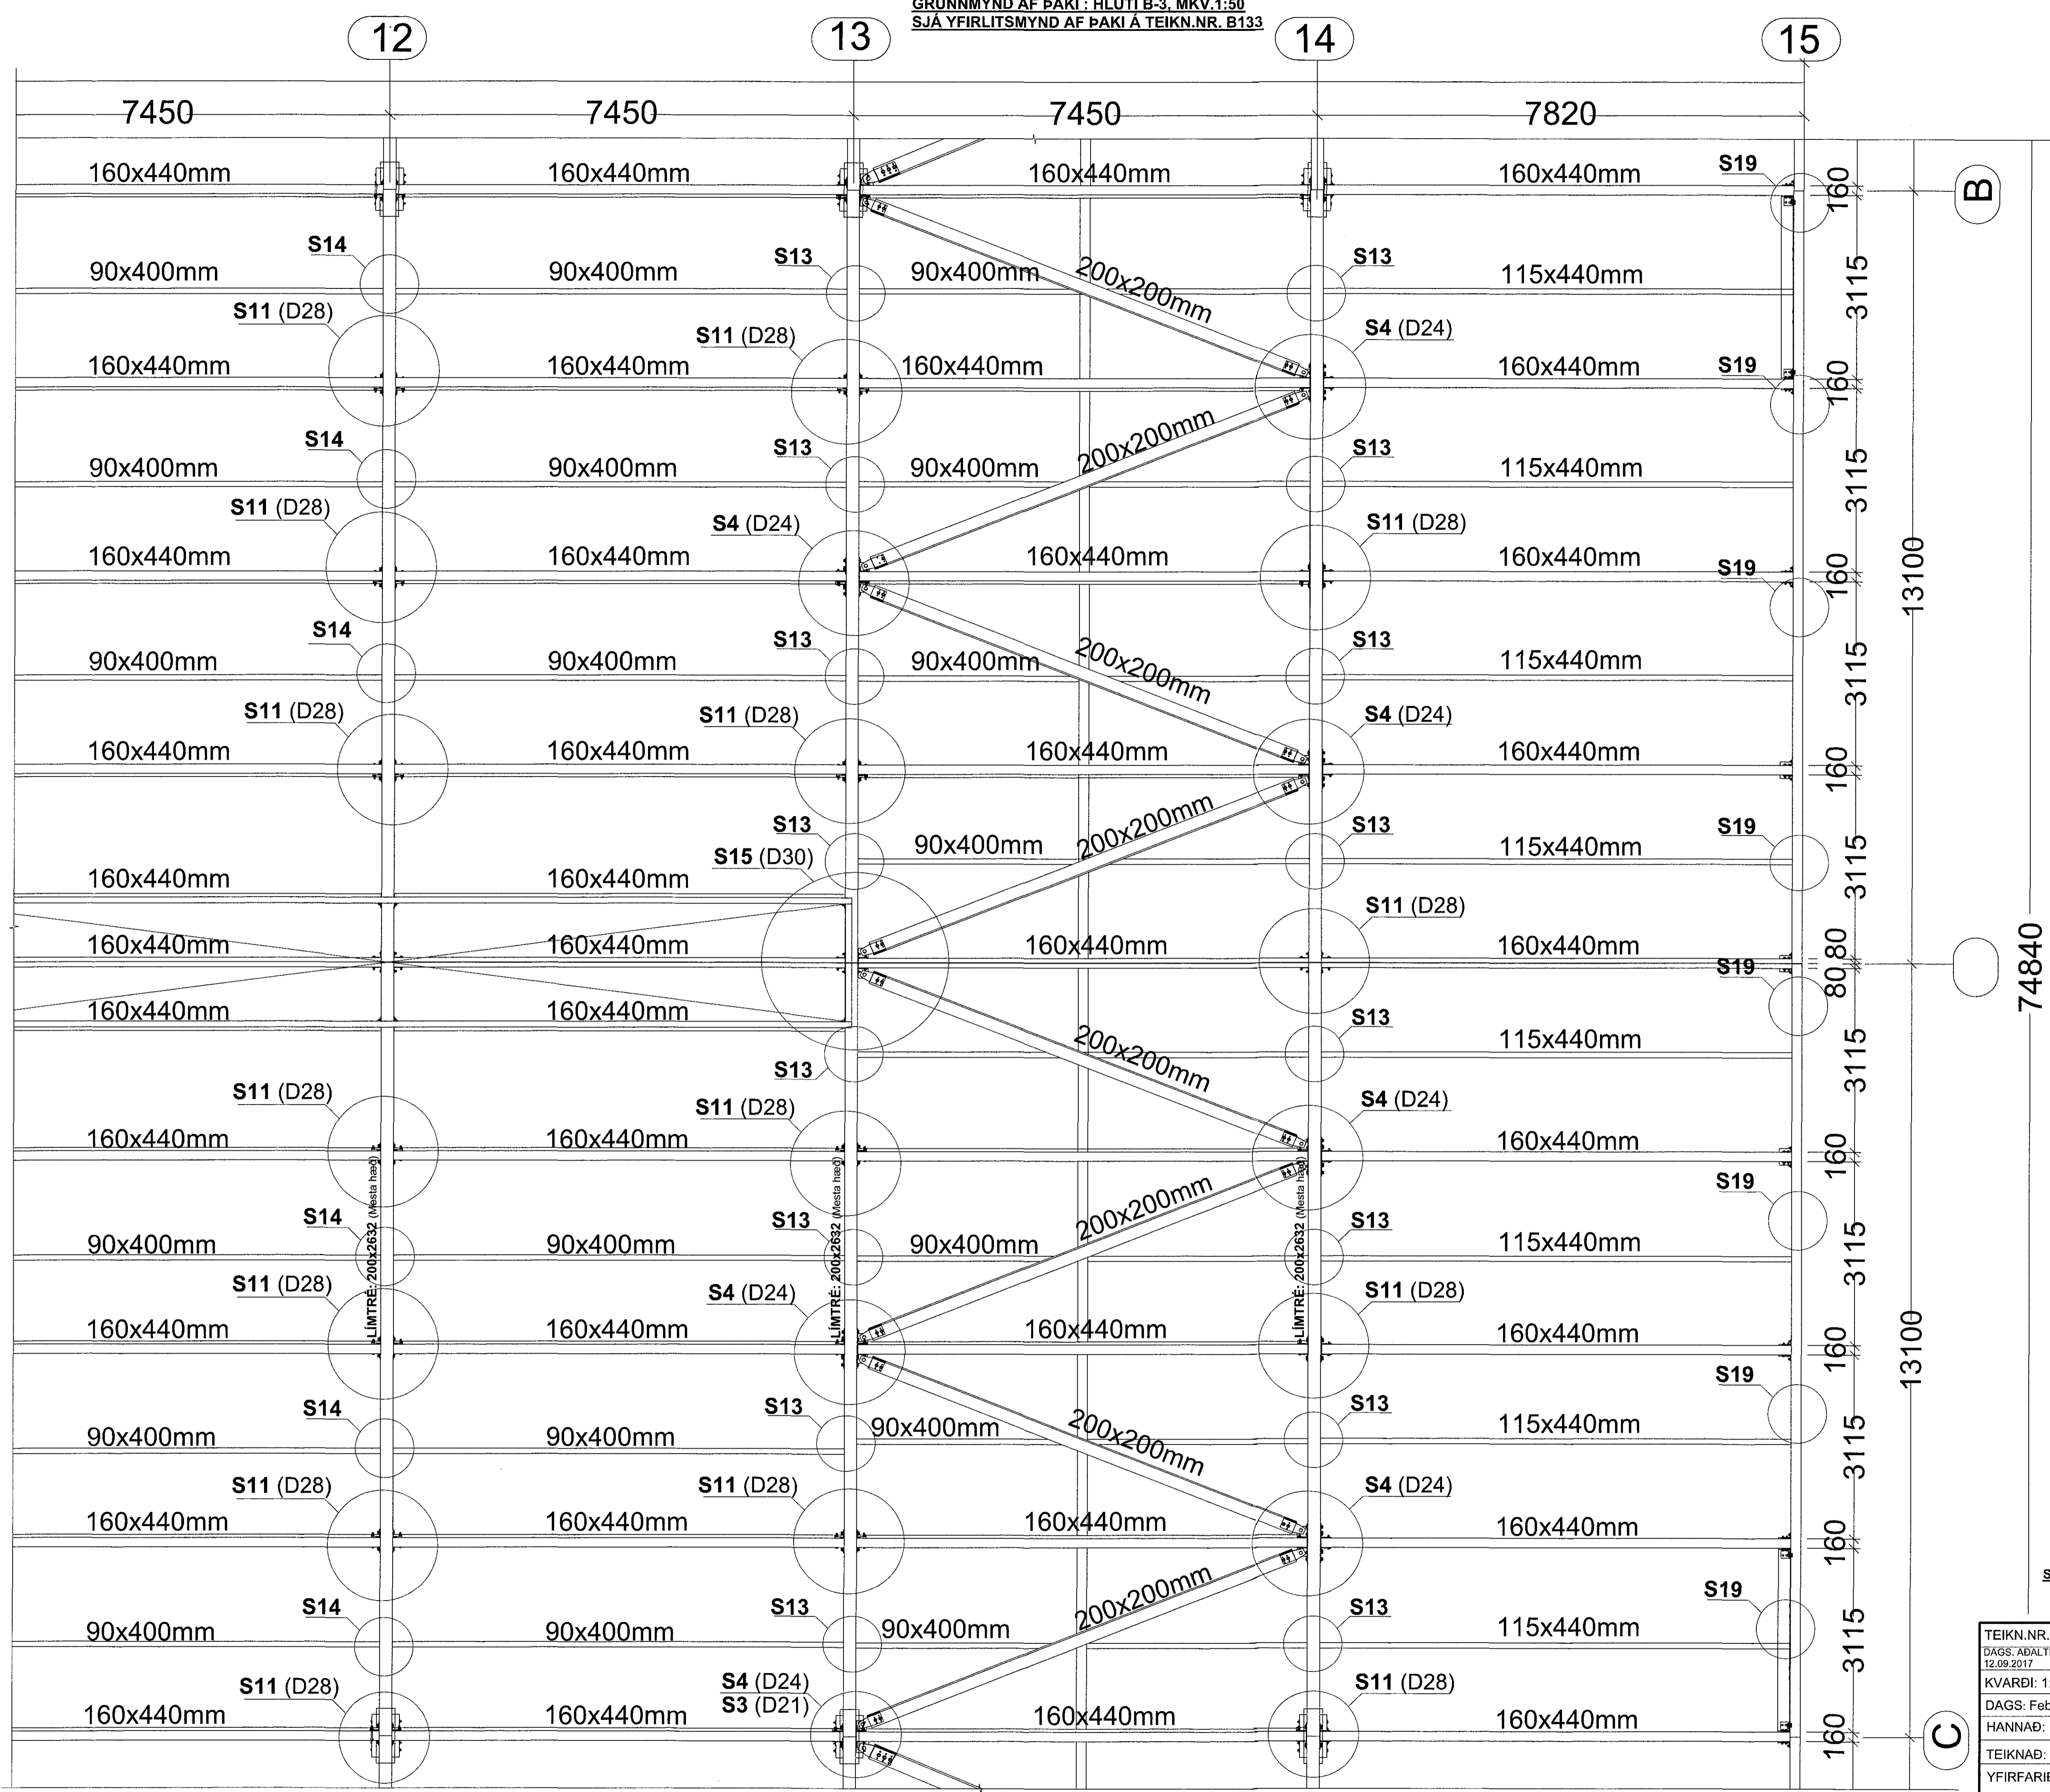 GRUNNMYND AF ÞAKI : HLUTI B-3, MKV.1:50
SJÁ YFIRLITSMYND AF ÞAKI Á TEIKN.NR. B133
12 13 14 15
7450 7450 7450 7820
160x440mm 160x440mm 160x440mm 160x440mm S19 160 B
S14 S13 S13
90x400mm 90x400mm 90x400mm 200x200mm 115x440mm 3115
S11 (D28) S11 (D28) S4 (D24)
160x440mm 160x440mm 160x440mm 160x440mm S19 160
S14 S13 S13
90x400mm 90x400mm 90x400mm 200x200mm 115x440mm 3115
S11 (D28) S4 (D24) S11 (D28)
160x440mm 160x440mm 160x440mm 160x440mm S19 160 13100
S14 S13 S13
90x400mm 90x400mm 90x400mm 200x200mm 115x440mm 3115
S11 (D28) S11 (D28) S4 (D24)
160x440mm 160x440mm 160x440mm 160x440mm 160
S13 S13 S19
S15 (D30) 90x400mm 200x200mm 115x440mm 3115
160x440mm 160x440mm
S11 (D28)
160x440mm 160x440mm 160x440mm 160x440mm 80 74840
S19 80
160x440mm 160x440mm S13
200x200mm 115x440mm 3115
S13
S11 (D28) S11 (D28) S4 (D24)
160x440mm 160x440mm 160x440mm 160
LÍMTRÉ: 200x2632 (Mesta hæð) LÍMTRÉ: 200x2632 (Mesta hæð) LÍMTRÉ: 200x2632 (Mesta hæð)
S14 S13 S13 S19
90x400mm 90x400mm 90x400mm 200x200mm 115x440mm 3115
S11 (D28) S4 (D24) S11 (D28)
160x440mm 160x440mm 160x440mm 160x440mm 160 13100
S14 S13 S13 S19
90x400mm 90x400mm 90x400mm 200x200mm 115x440mm 3115
S11 (D28) S11 (D28) S4 (D24)
160x440mm 160x440mm 160x440mm 160x440mm 160
S14 S13 S13 S19
90x400mm 90x400mm 90x400mm 200x200mm 115x440mm 3115
S11 (D28) S4 (D24) S11 (D28)
S3 (D21)
160x440mm 160x440mm 160x440mm 160x440mm 160 C
S
TEIKN.NR.
DAGS. AÐALT
12.09.2017
KVARÐI: 1:
DAGS: Feb
HANNAÐ:
TEIKNAÐ:
YFIRFARIÐ